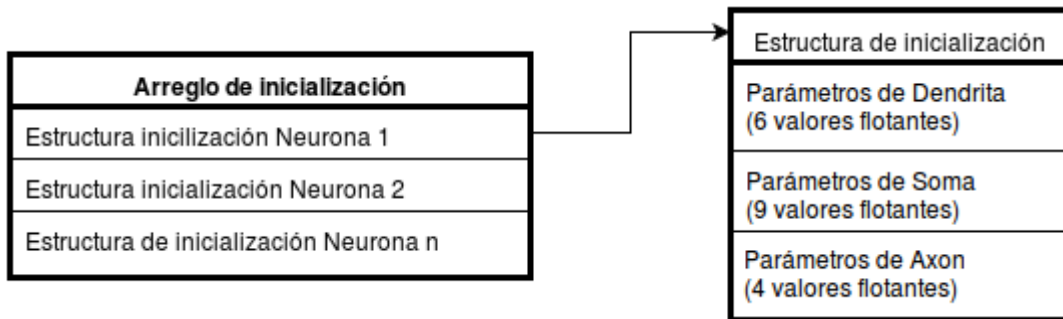 Arreglo de inicialización
Estructura inicilización Neurona 1
Estructura inicialización Neurona 2
Estructura de inicialización Neurona n
Estructura de inicialización
Parámetros de Dendrita
(6 valores flotantes)
Parámetros de Soma
(9 valores flotantes)
Parámetros de Axon
(4 valores flotantes)